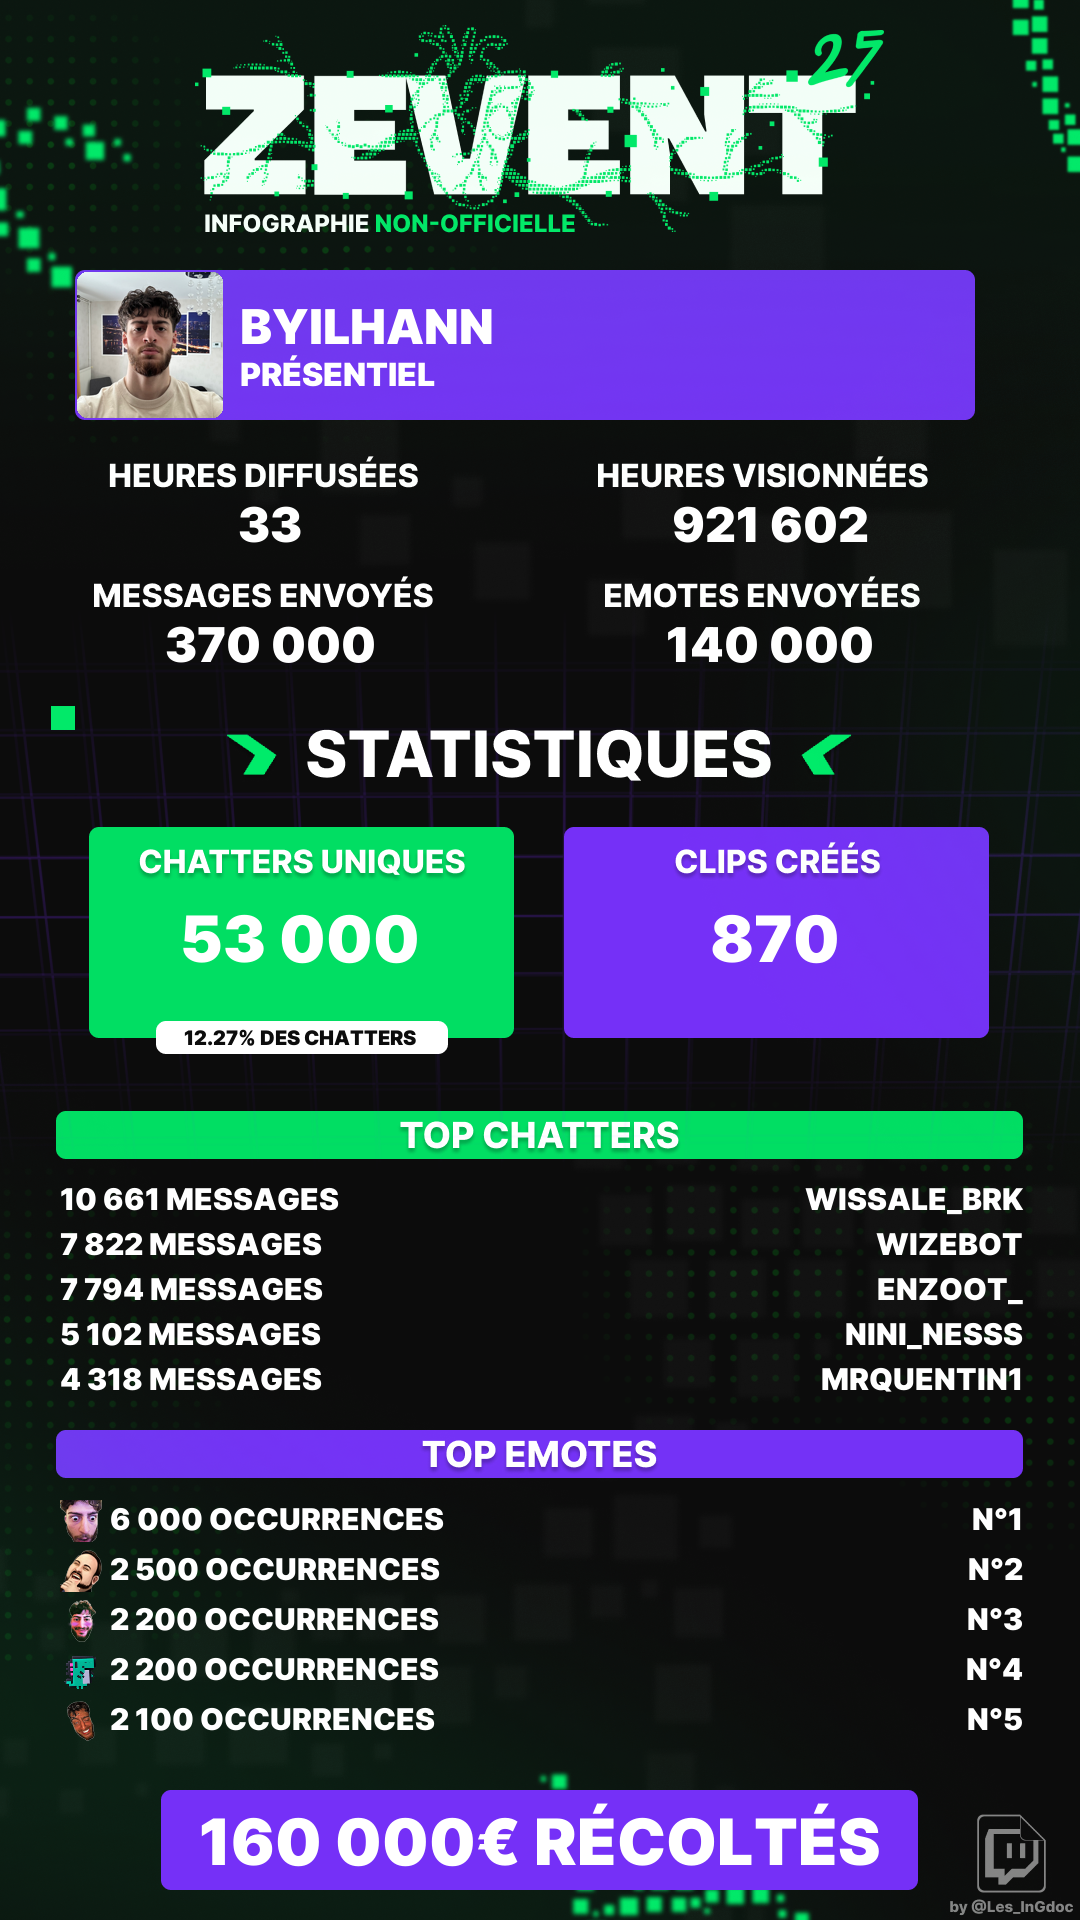 ZEVENT 25
INFOGRAPHIE NON-OFFICIELLE
BYILHANN
PRÉSENTIEL
HEURES DIFFUSÉES
33
HEURES VISIONNÉES
921 602
MESSAGES ENVOYÉS
370 000
EMOTES ENVOYÉES
140 000
STATISTIQUES
CHATTERS UNIQUES
53 000
12.27% DES CHATTERS
CLIPS CRÉÉS
870
TOP CHATTERS
10 661 MESSAGES WISSALE_BRK
7 822 MESSAGES WIZEBOT
7 794 MESSAGES ENZOOT_
5 102 MESSAGES NINI_NESSS
4 318 MESSAGES MRQUENTIN1
TOP EMOTES
6 000 OCCURRENCES N°1
2 500 OCCURRENCES N°2
2 200 OCCURRENCES N°3
2 200 OCCURRENCES N°4
2 100 OCCURRENCES N°5
160 000€ RÉCOLTÉS
by @Les_InGdoc